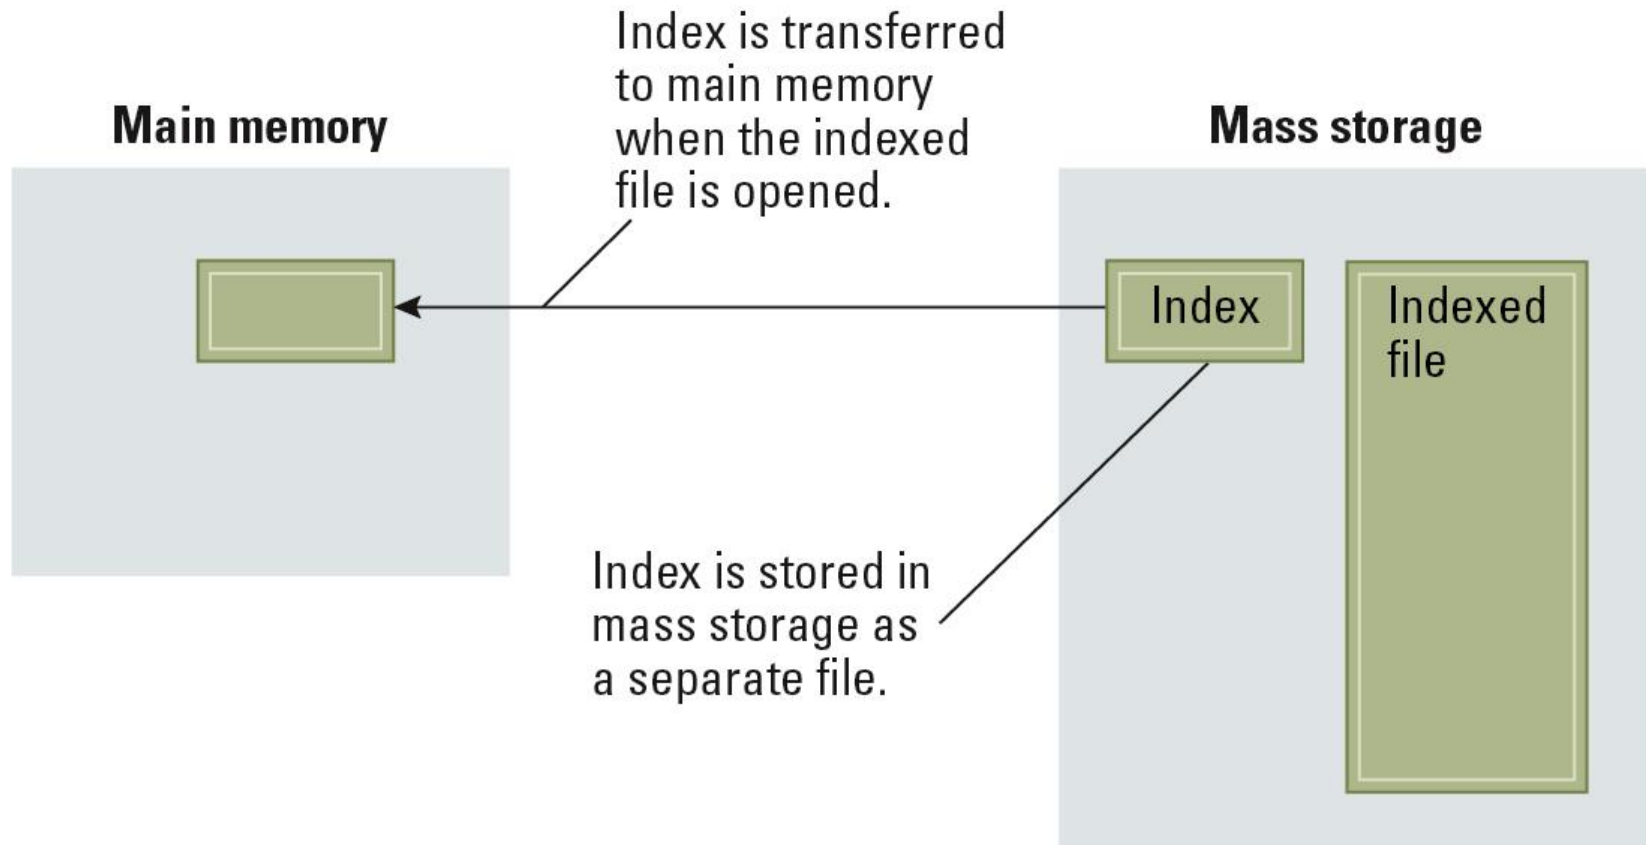 Index is transferred
to main memory
when the indexed
file is opened.
Main memory
Mass storage
Index
Indexed
file
Index is stored in
mass storage as
a separate file.